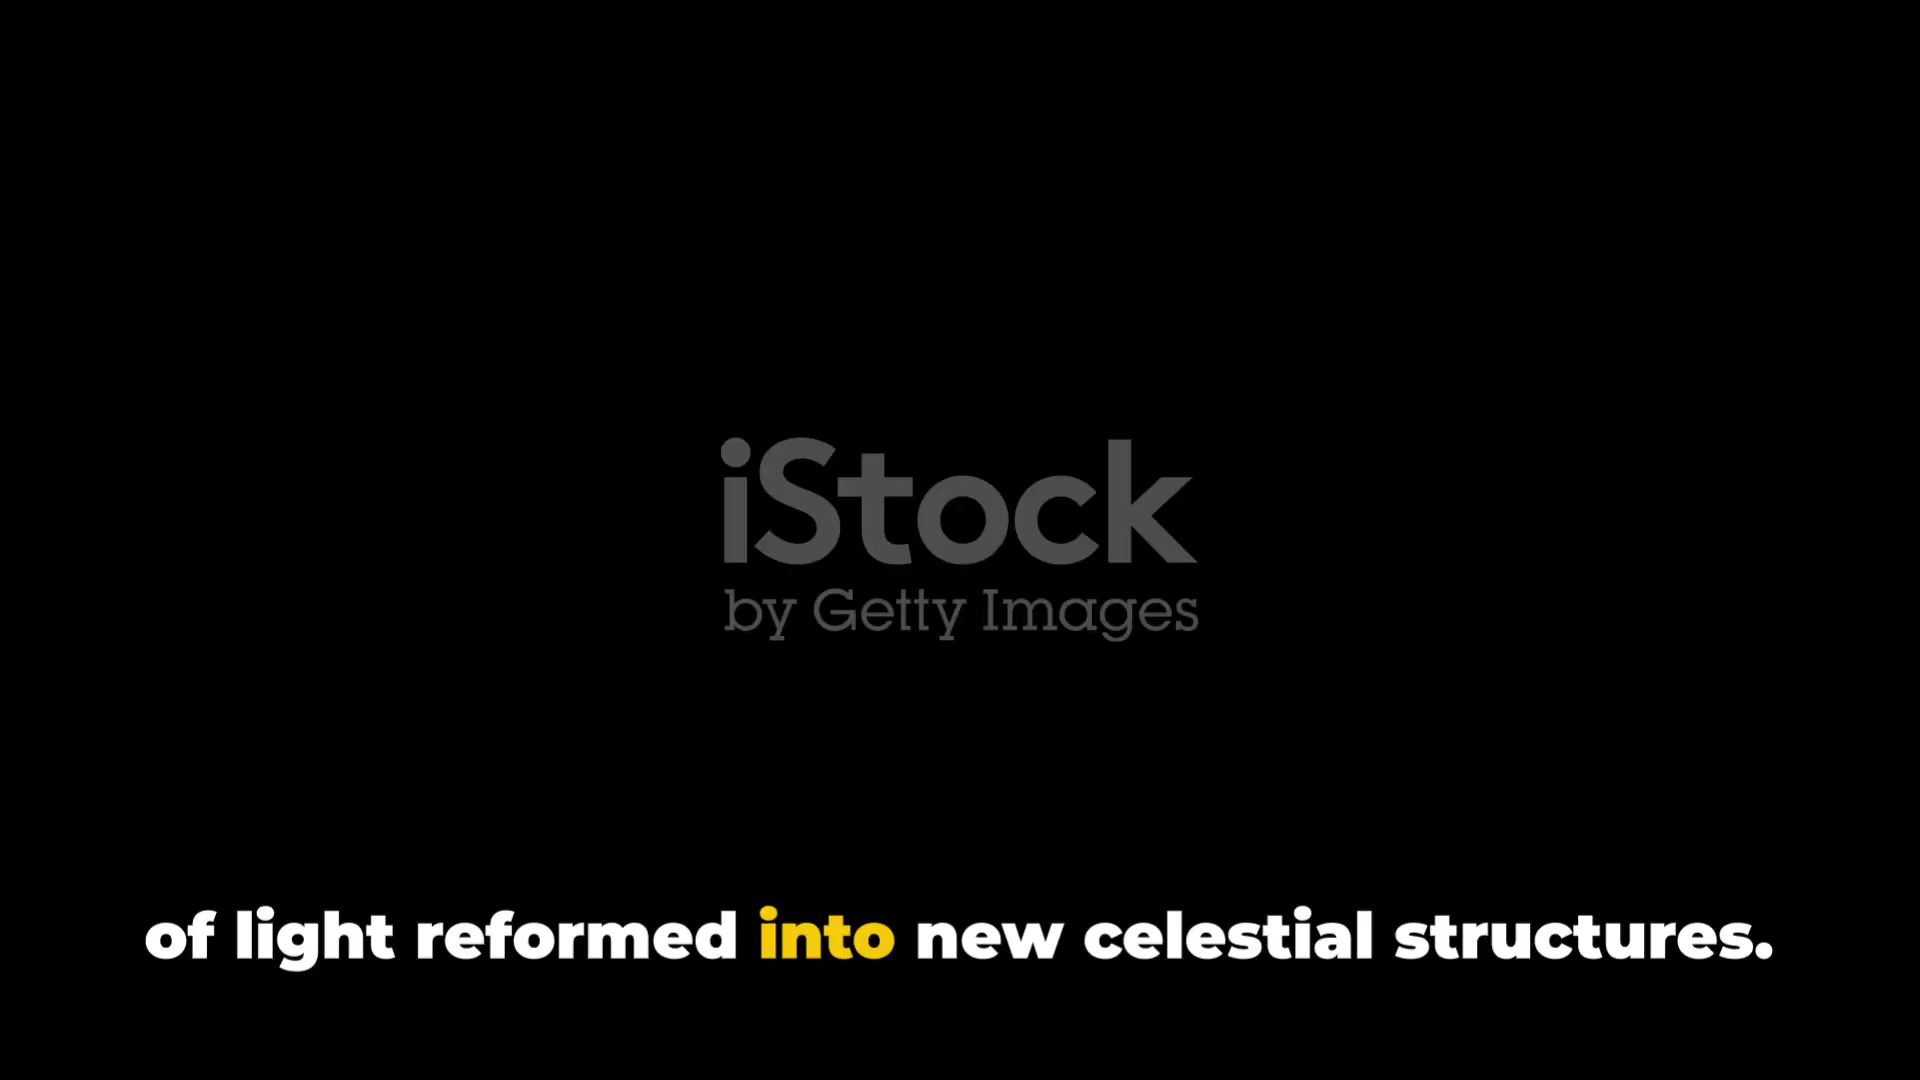 iStock
by Getty Images
of light reformed into new celestial structures.